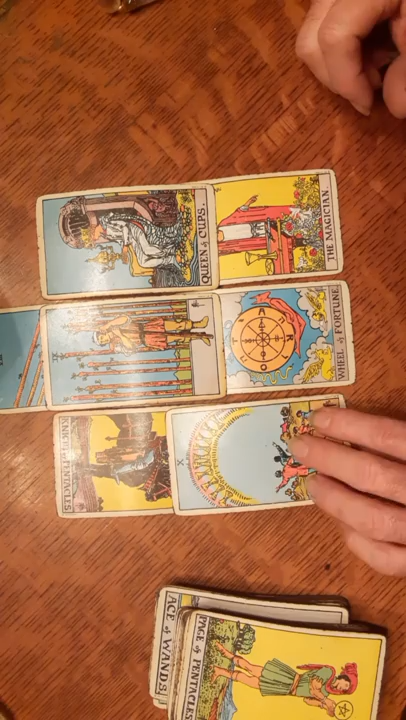 QUEEN of CUPS.
THE MAGICIAN.
WHEEL of FORTUNE.
KNIGHT of PENTACLES.
X
ACE of WANDS.
PAGE of PENTACLES.